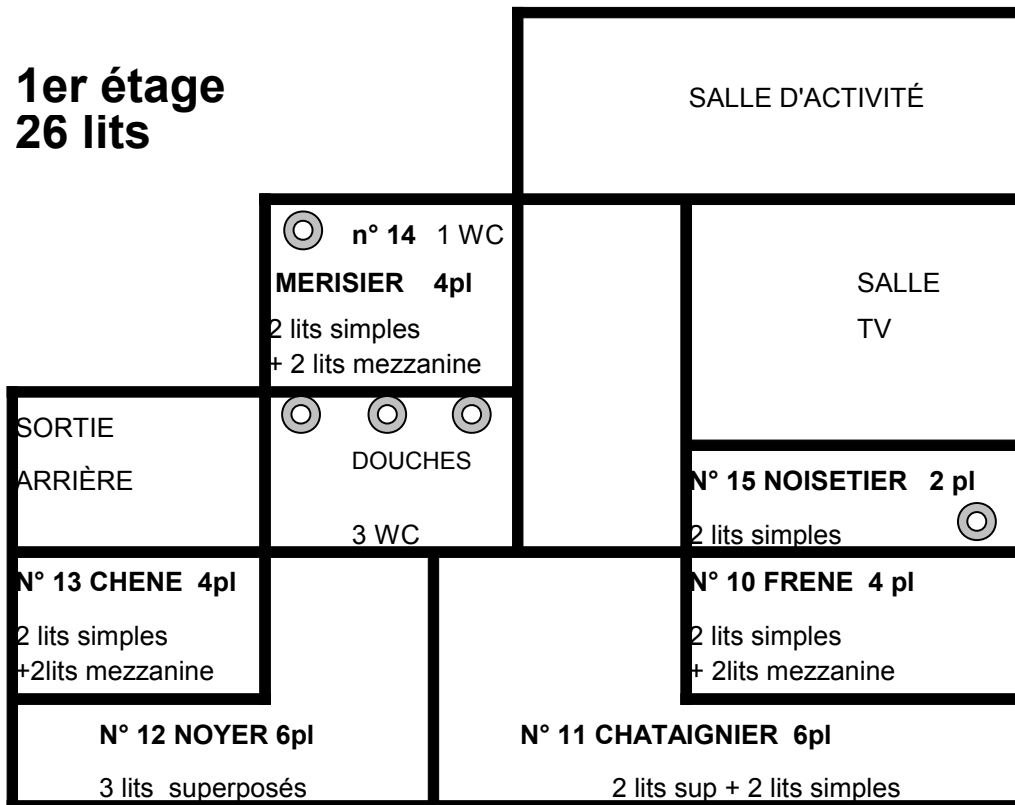 1er étage
26 lits
SALLE D'ACTIVITÉ
n° 14 1 WC
MERISIER 4pl
2 lits simples
+ 2 lits mezzanine
SALLE
TV
SORTIE
ARRIÈRE
DOUCHES
3 WC
N° 15 NOISETIER 2 pl
2 lits simples
N° 13 CHENE 4pl
2 lits simples
+2lits mezzanine
N° 10 FRENE 4 pl
2 lits simples
+ 2lits mezzanine
N° 12 NOYER 6pl
3 lits superposés
N° 11 CHATAIGNIER 6pl
2 lits sup + 2 lits simples